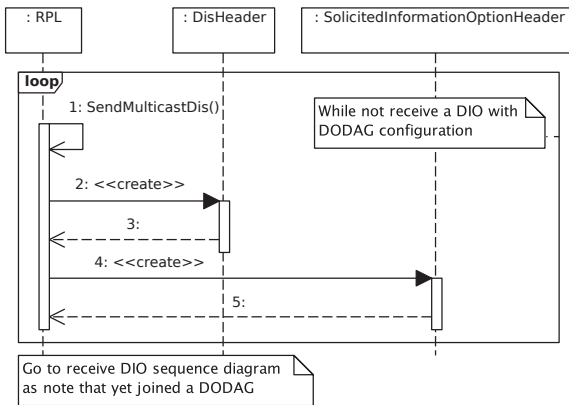 : RPL
: DisHeader
: SolicitedInformationOptionHeader
loop
1: SendMulticastDis()
While not receive a DIO with
DODAG configuration
2: <<create>>
3:
4: <<create>>
5:
Go to receive DIO sequence diagram
as note that yet joined a DODAG